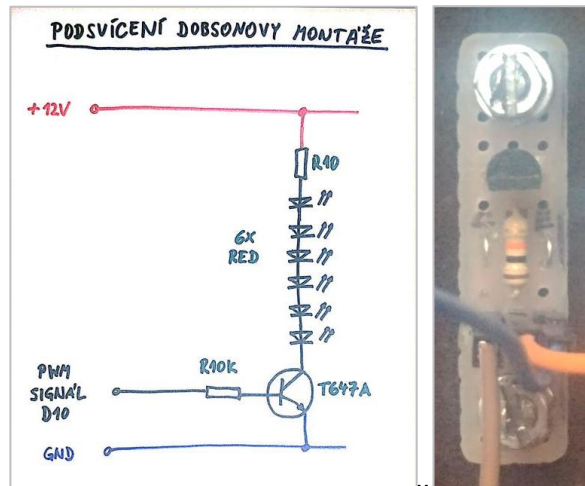 PODSVÍCENÍ DOBSONOVY MONTÁŽE
+12V
R10
6X
RED
R10K
T647A
PWM
SIGNÁL
D10
GND